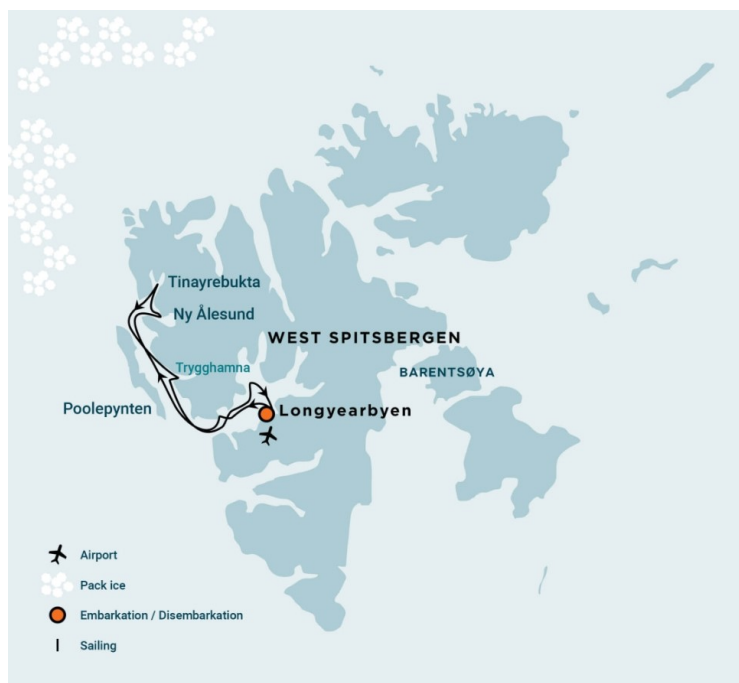 Tinayrebukta
Ny Ålesund
WEST SPITSBERGEN
Trygghamna
BARENTSØYA
Poolepynten
Longyearbyen
Airport
Pack ice
Embarkation / Disembarkation
Sailing